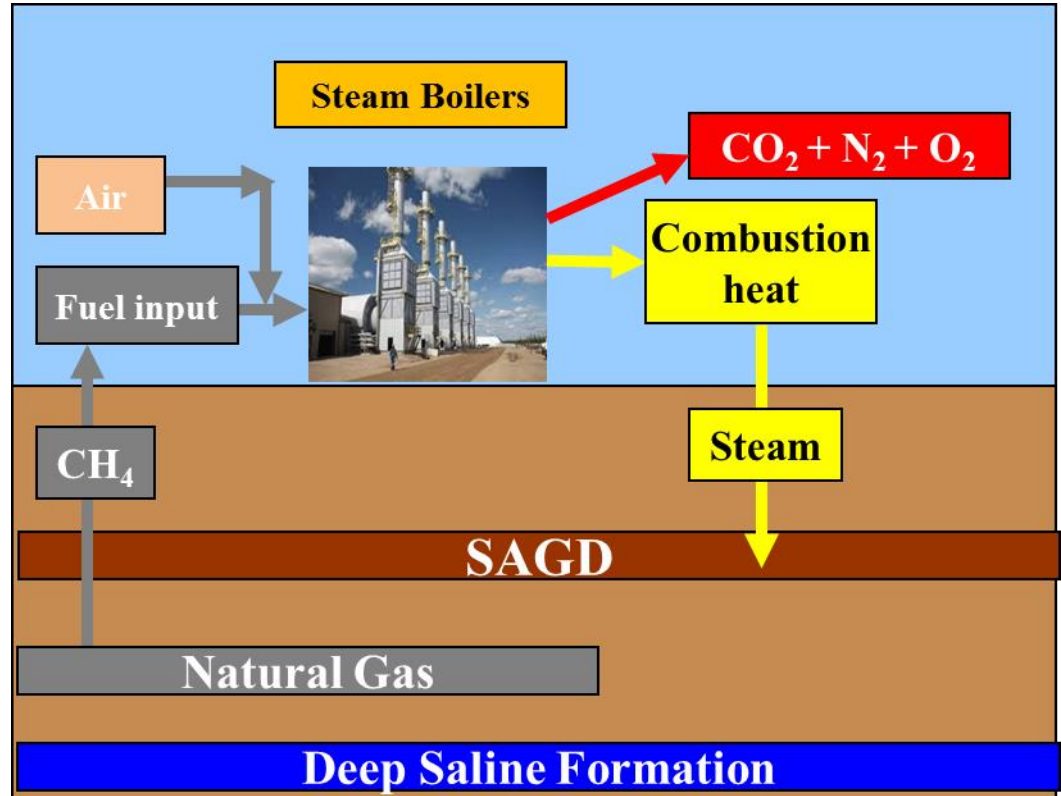 Steam Boilers
CO₂ + N₂ + O₂
Air
Combustion
heat
Fuel input
CH₄
Steam
SAGD
Natural Gas
Deep Saline Formation